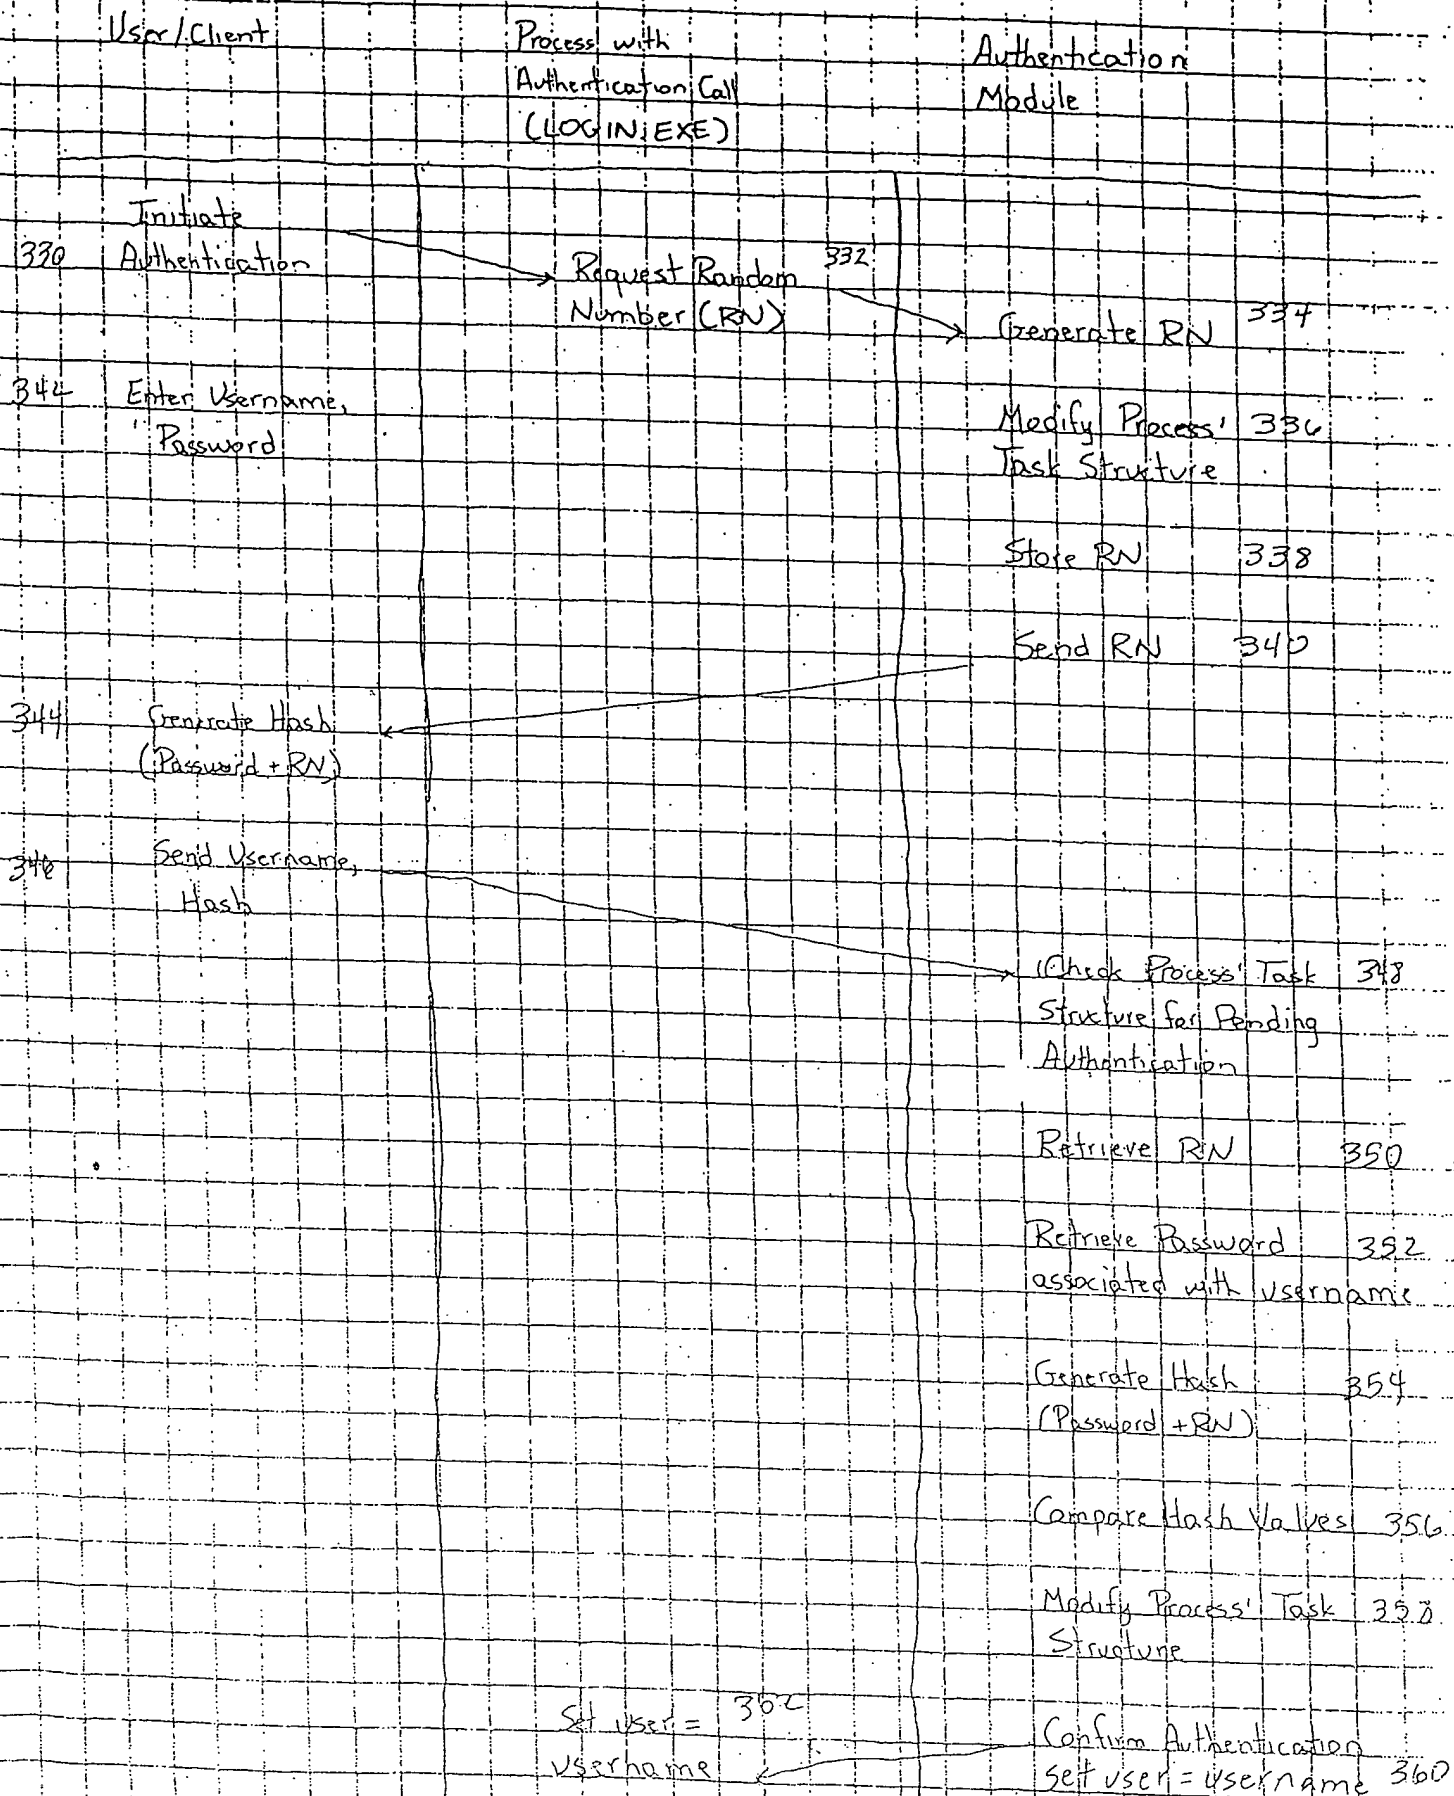 User/Client
Process with
Authentication Call
(LOGIN.EXE)
Authentication
Module
Initiate
330 Authentication
Request Random 332
Number (RN)
Generate RN 334
342 Enter Username,
Password
Modify Process' 336
Task Structure
Store RN 338
Send RN 340
344 Generate Hash
(Password + RN)
346 Send Username,
Hash
Check Process' Task 348
Structure for Pending
Authentication
Retrieve RN 350
Retrieve Password 352
associated with username
Generate Hash 354
(Password + RN)
Compare Hash Values 356
Modify Process' Task 358
Structure
Set user = 362
username
Confirm Authentication
set user = username 360